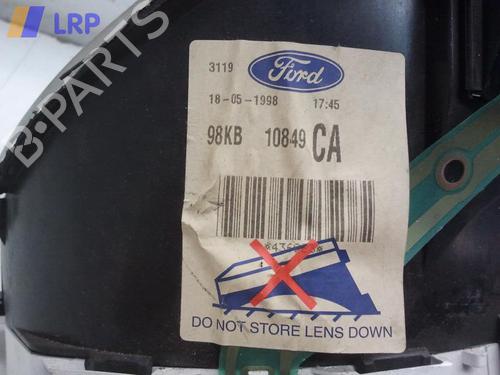 LRP
B-PARTS
3119
Ford
18-05-1998 17:45
98KB 10849 CA
DO NOT STORE LENS DOWN